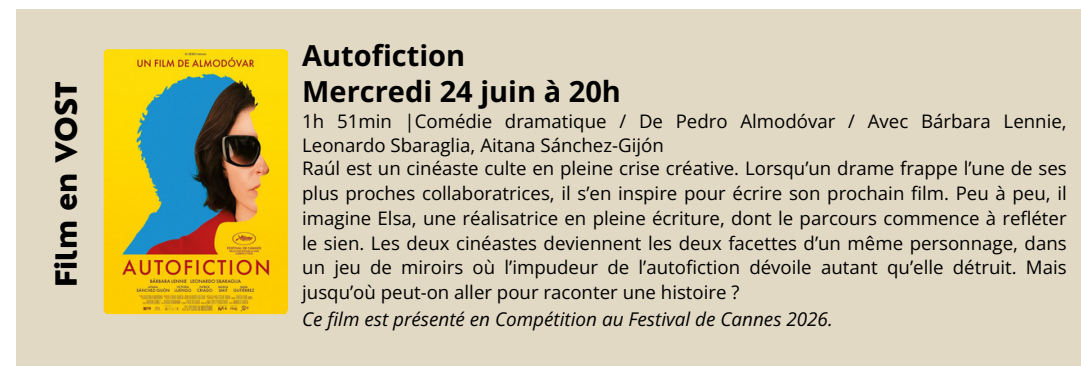 Film en VOST
UN FILM DE ALMODÓVAR
FESTIVAL DE CANNES
AUTOFICTION
BÁRBARA LENNIE LEONARDO SBARAGLIA
Autofiction
Mercredi 24 juin à 20h
1h 51min |Comédie dramatique / De Pedro Almodóvar / Avec Bárbara Lennie,
Leonardo Sbaraglia, Aitana Sánchez-Gijón
Raúl est un cinéaste culte en pleine crise créative. Lorsqu’un drame frappe l’une de ses
plus proches collaboratrices, il s’en inspire pour écrire son prochain film. Peu à peu, il
imagine Elsa, une réalisatrice en pleine écriture, dont le parcours commence à refléter
le sien. Les deux cinéastes deviennent les deux facettes d’un même personnage, dans
un jeu de miroirs où l’impudeur de l’autofiction dévoile autant qu’elle détruit. Mais
jusqu’où peut-on aller pour raconter une histoire ?
Ce film est présenté en Compétition au Festival de Cannes 2026.